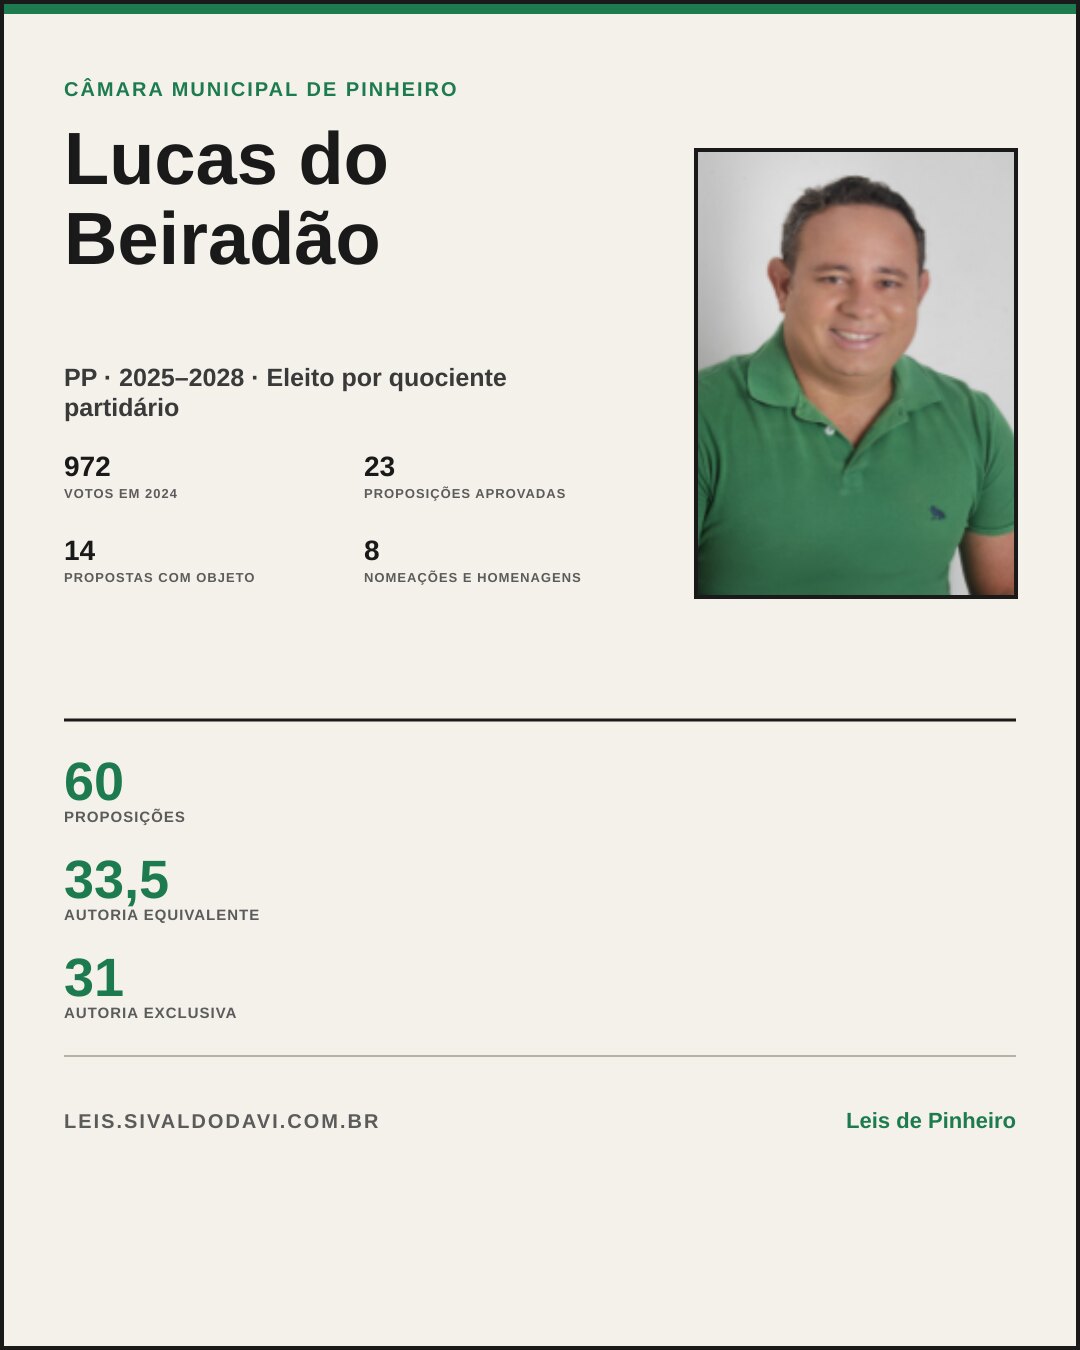 CÂMARA MUNICIPAL DE PINHEIRO
Lucas do
Beiradão
PP · 2025–2028 · Eleito por quociente
partidário
972
VOTOS EM 2024
23
PROPOSIÇÕES APROVADAS
14
PROPOSTAS COM OBJETO
8
NOMEAÇÕES E HOMENAGENS
60
PROPOSIÇÕES
33,5
AUTORIA EQUIVALENTE
31
AUTORIA EXCLUSIVA
LEIS.SIVALDODAVI.COM.BR
Leis de Pinheiro